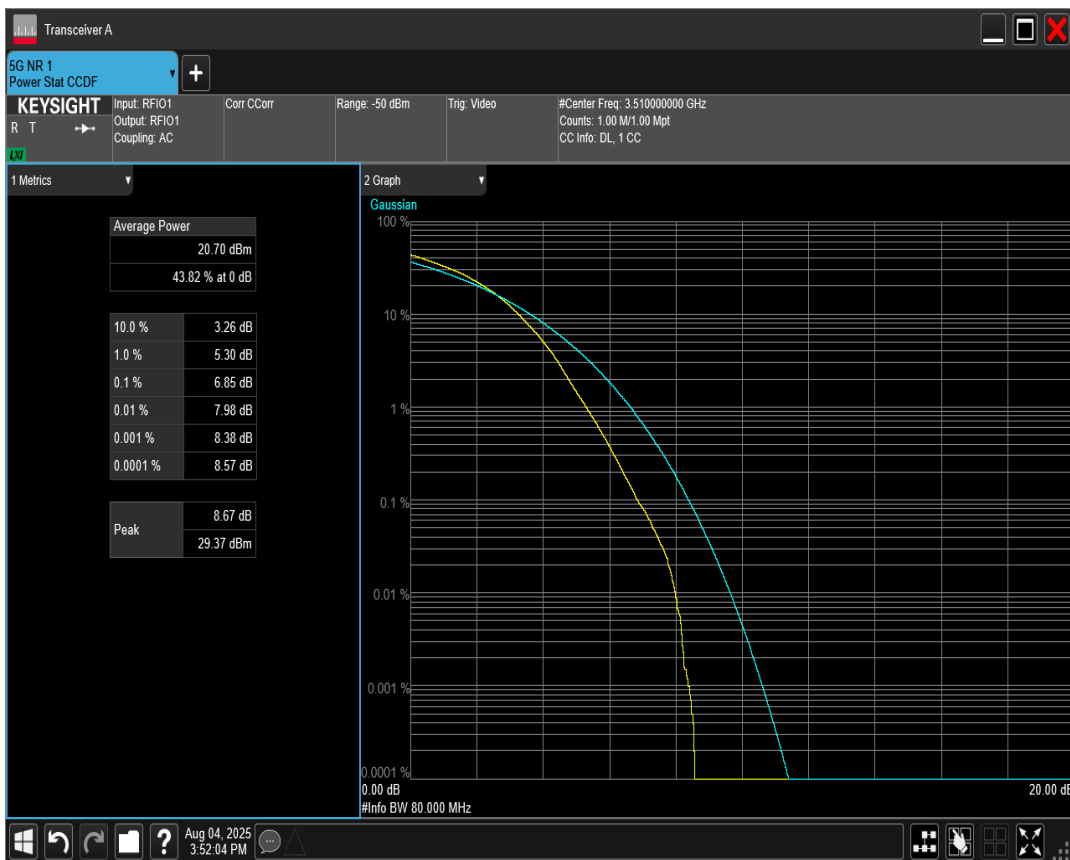 Transceiver A
5G NR 1
Power Stat CCDF
+
KEYSIGHT
R T
LXI
Input: RFIO1
Output: RFIO1
Coupling: AC
Corr CCorr
Range: -50 dBm
Trig: Video
#Center Freq: 3.510000000 GHz
Counts: 1.00 M/1.00 Mpt
CC Info: DL, 1 CC
1 Metrics
Average Power
20.70 dBm
43.82 % at 0 dB
10.0 % 3.26 dB
1.0 % 5.30 dB
0.1 % 6.85 dB
0.01 % 7.98 dB
0.001 % 8.38 dB
0.0001 % 8.57 dB
Peak 8.67 dB
29.37 dBm
2 Graph
Gaussian
100 %
10 %
1 %
0.1 %
0.01 %
0.001 %
0.0001 %
0.00 dB 20.00 dB
#Info BW 80.000 MHz
?
Aug 04, 2025
3:52:04 PM